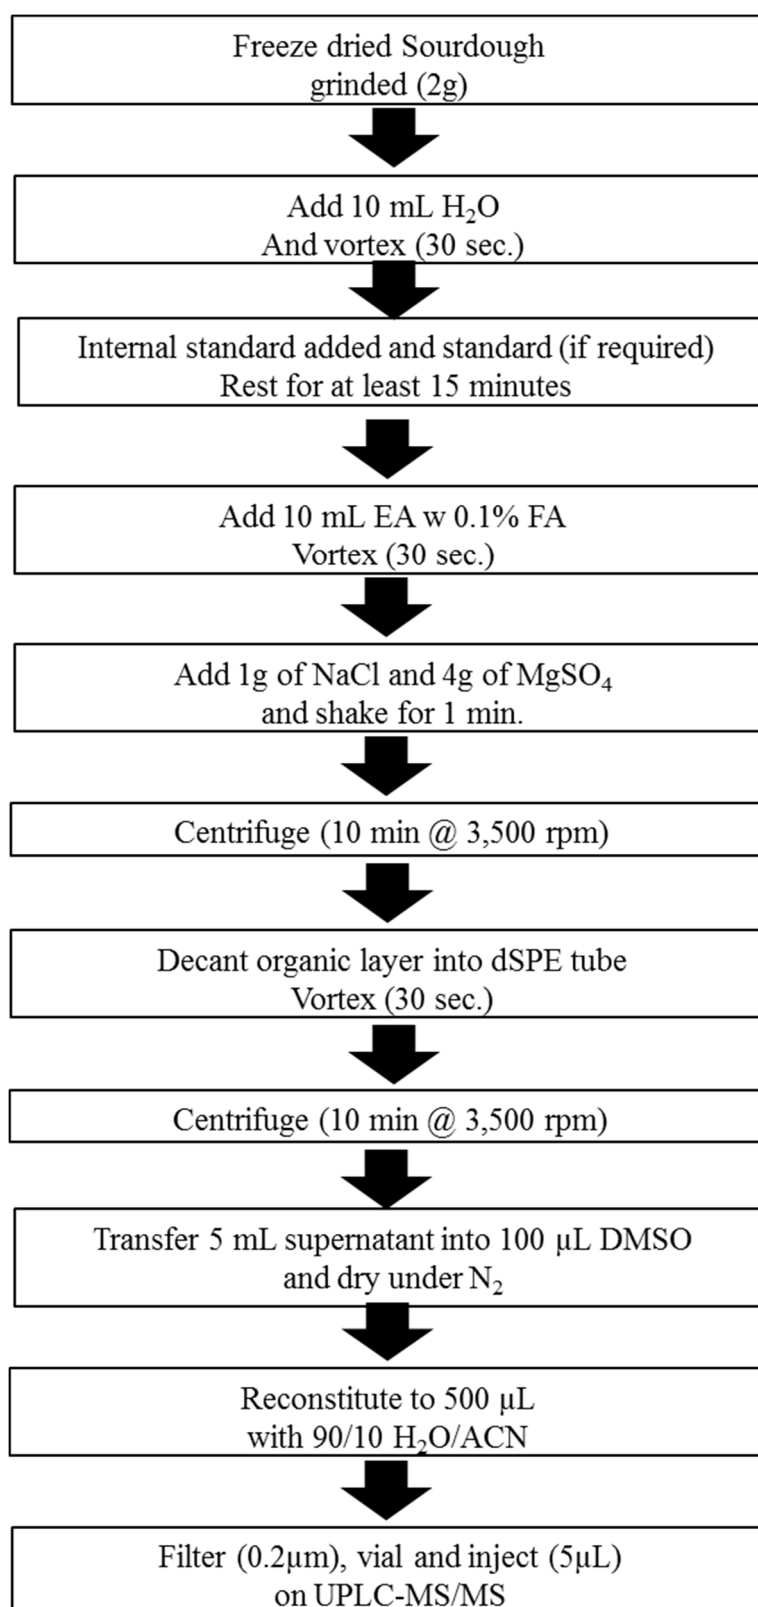 Freeze dried Sourdough
grinded (2g)
Add 10 mL H₂O
And vortex (30 sec.)
Internal standard added and standard (if required)
Rest for at least 15 minutes
Add 10 mL EA w 0.1% FA
Vortex (30 sec.)
Add 1g of NaCl and 4g of MgSO₄
and shake for 1 min.
Centrifuge (10 min @ 3,500 rpm)
Decant organic layer into dSPE tube
Vortex (30 sec.)
Centrifuge (10 min @ 3,500 rpm)
Transfer 5 mL supernatant into 100 µL DMSO
and dry under N₂
Reconstitute to 500 µL
with 90/10 H₂O/ACN
Filter (0.2µm), vial and inject (5µL)
on UPLC-MS/MS